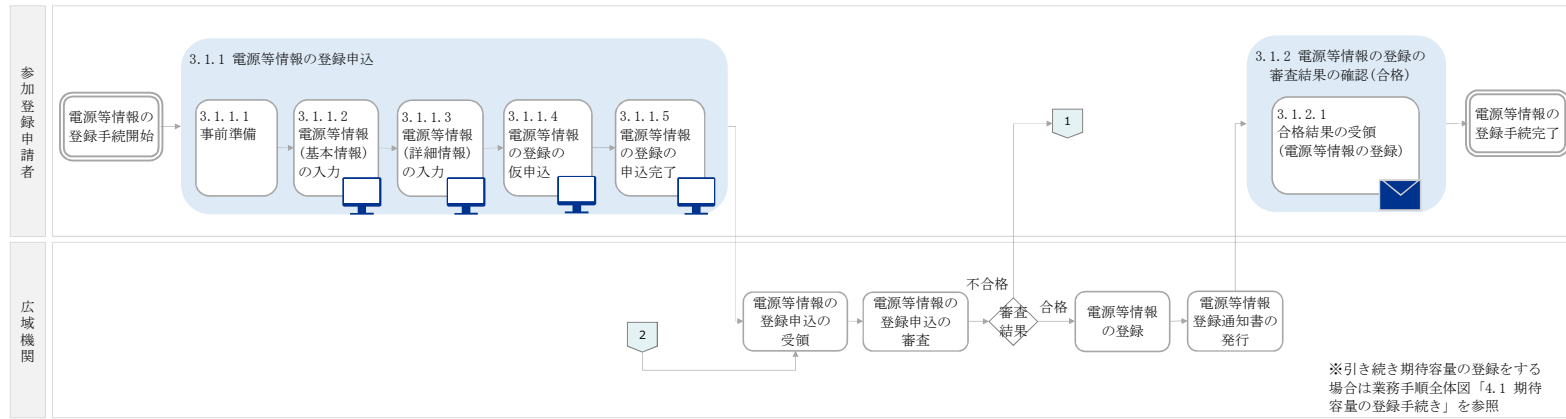 参加登録申請者
電源等情報の
登録手続開始
3.1.1 電源等情報の登録申込
3.1.1.1
事前準備
3.1.1.2
電源等情報
(基本情報)
の入力
3.1.1.3
電源等情報
(詳細情報)
の入力
3.1.1.4
電源等情報
の登録の
仮申込
3.1.1.5
電源等情報
の登録の
申込完了
1
3.1.2 電源等情報の登録の
審査結果の確認(合格)
3.1.2.1
合格結果の受領
(電源等情報の登録)
電源等情報の
登録手続完了
広域機関
2
電源等情報の
登録申込の
受領
電源等情報の
登録申込の
審査
不合格
審査
結果
合格
電源等情報
の登録
電源等情報
登録通知書の
発行
※引き続き期待容量の登録をする
場合は業務手順全体図「4.1 期待
容量の登録手続き」を参照